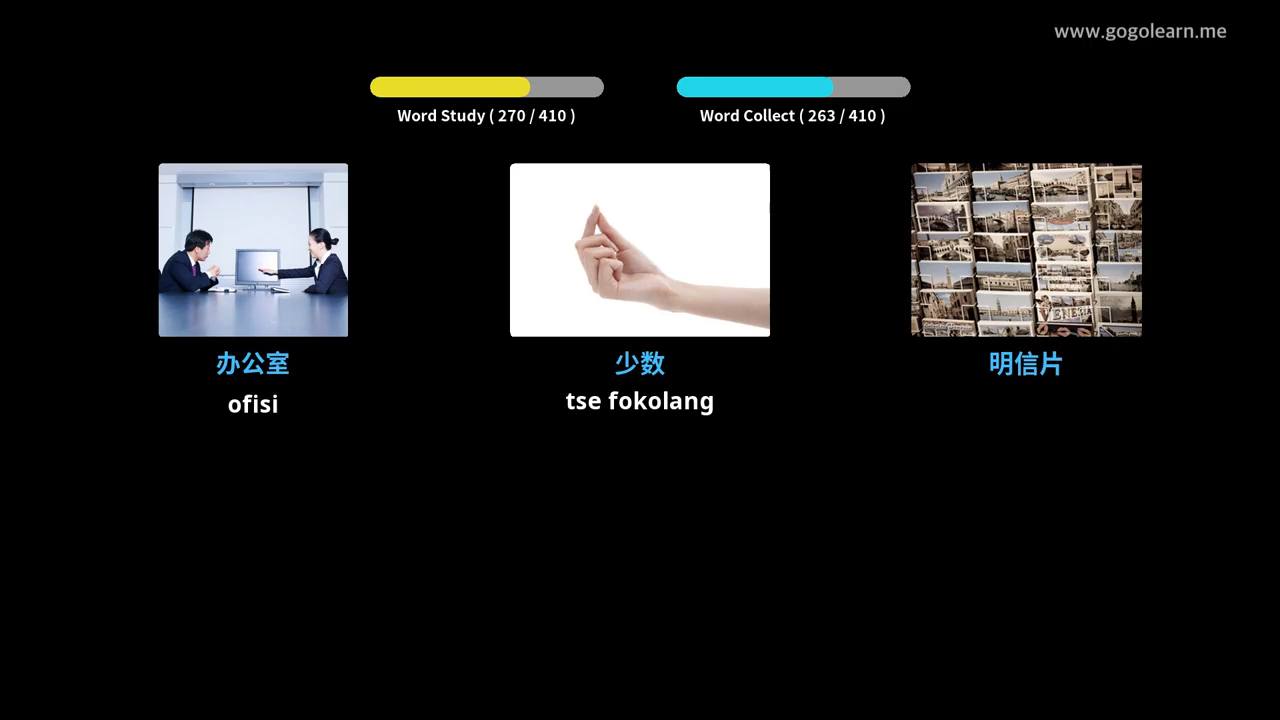 www.gogolearn.me
Word Study ( 270 / 410 )
Word Collect ( 263 / 410 )
VENEZIA
办公室
少数
明信片
ofisi
tse fokolang